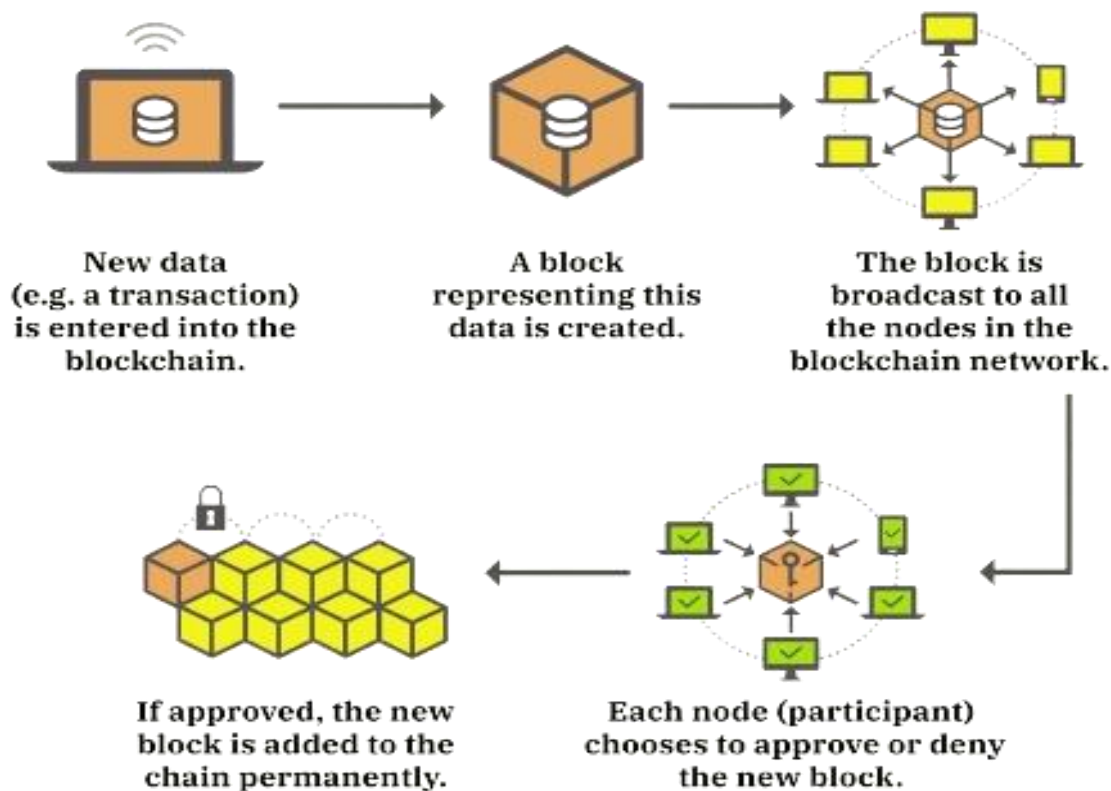 New data
(e.g. a transaction)
is entered into the
blockchain.
A block
representing this
data is created.
The block is
broadcast to all
the nodes in the
blockchain network.
Each node (participant)
chooses to approve or deny
the new block.
If approved, the new
block is added to the
chain permanently.